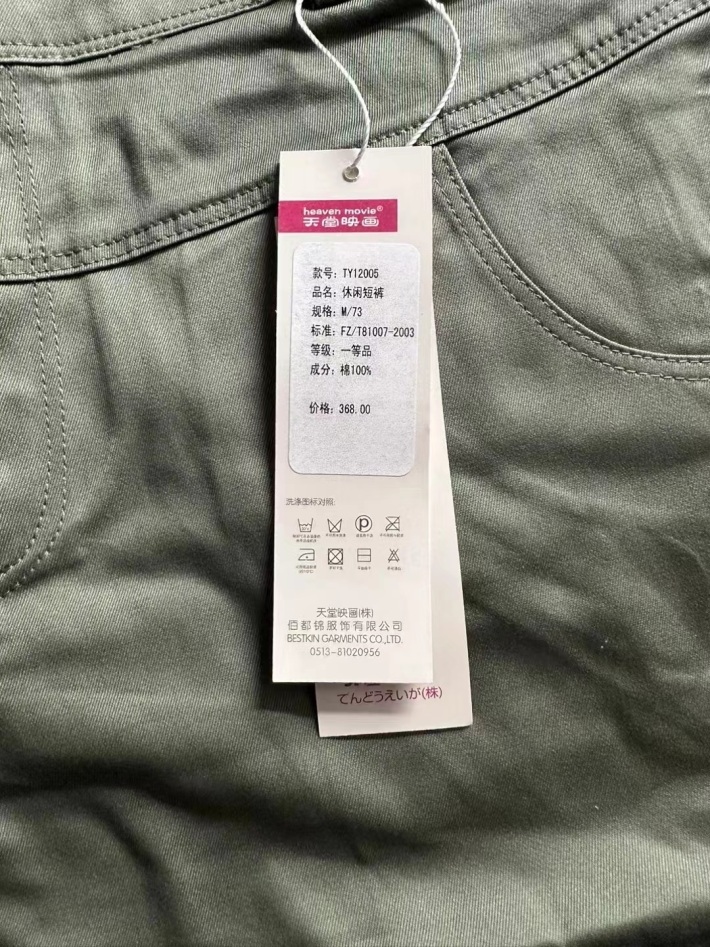 heaven movie®
天堂映画
款号: TY12005
品名: 休闲短裤
规格: M/73
标准: FZ/T81007-2003
等级: 一等品
成分: 棉100%
价格: 368.00
洗涤图标对照:
天堂映畫(株)
佰都锦服饰有限公司
BESTKIN GARMENTS CO.,LTD.
0513-81020956
てんどうえいが(株)